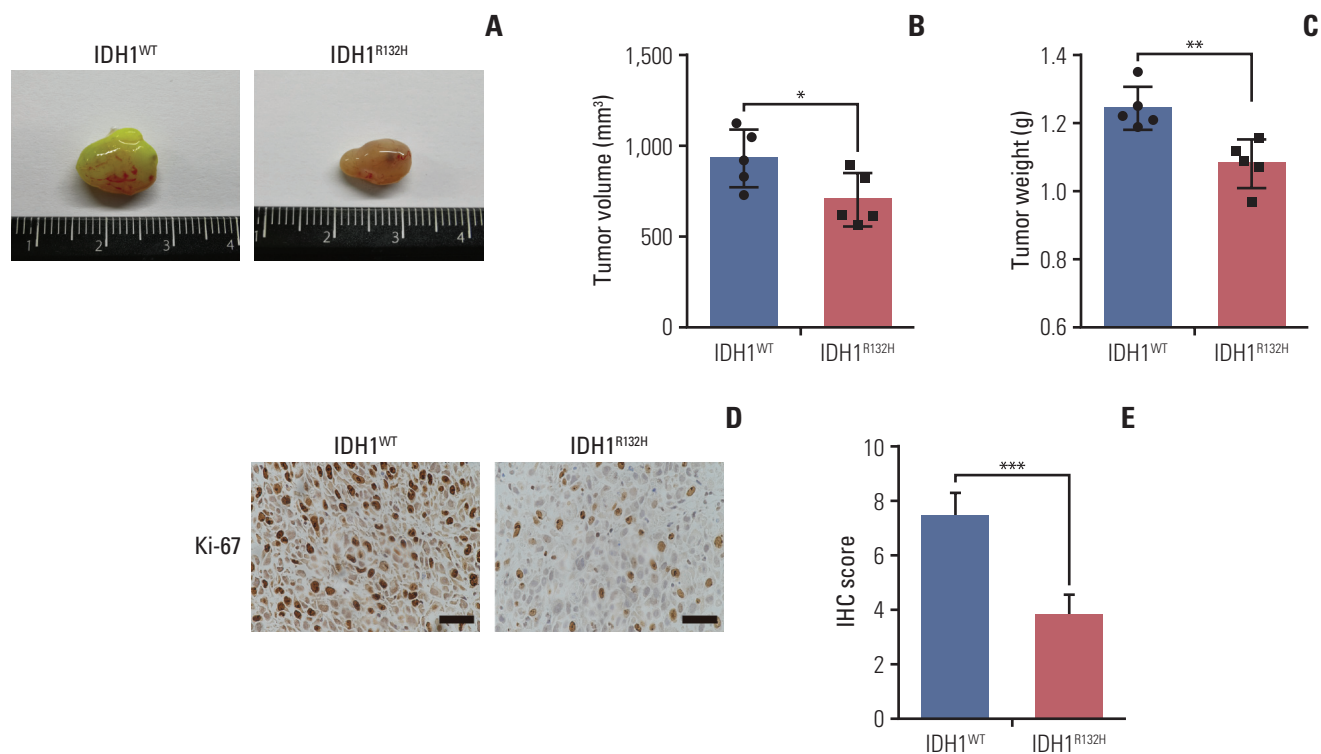 A
IDH1WT
IDH1R132H
1 2 3 4
1 2 3 4
B
Tumor volume (mm3)
1,500
1,000
500
0
*
IDH1WT
IDH1R132H
C
Tumor weight (g)
1.4
1.2
1.0
0.8
0.6
**
IDH1WT
IDH1R132H
D
IDH1WT
IDH1R132H
Ki-67
E
IHC score
10
8
6
4
2
0
***
IDH1WT
IDH1R132H